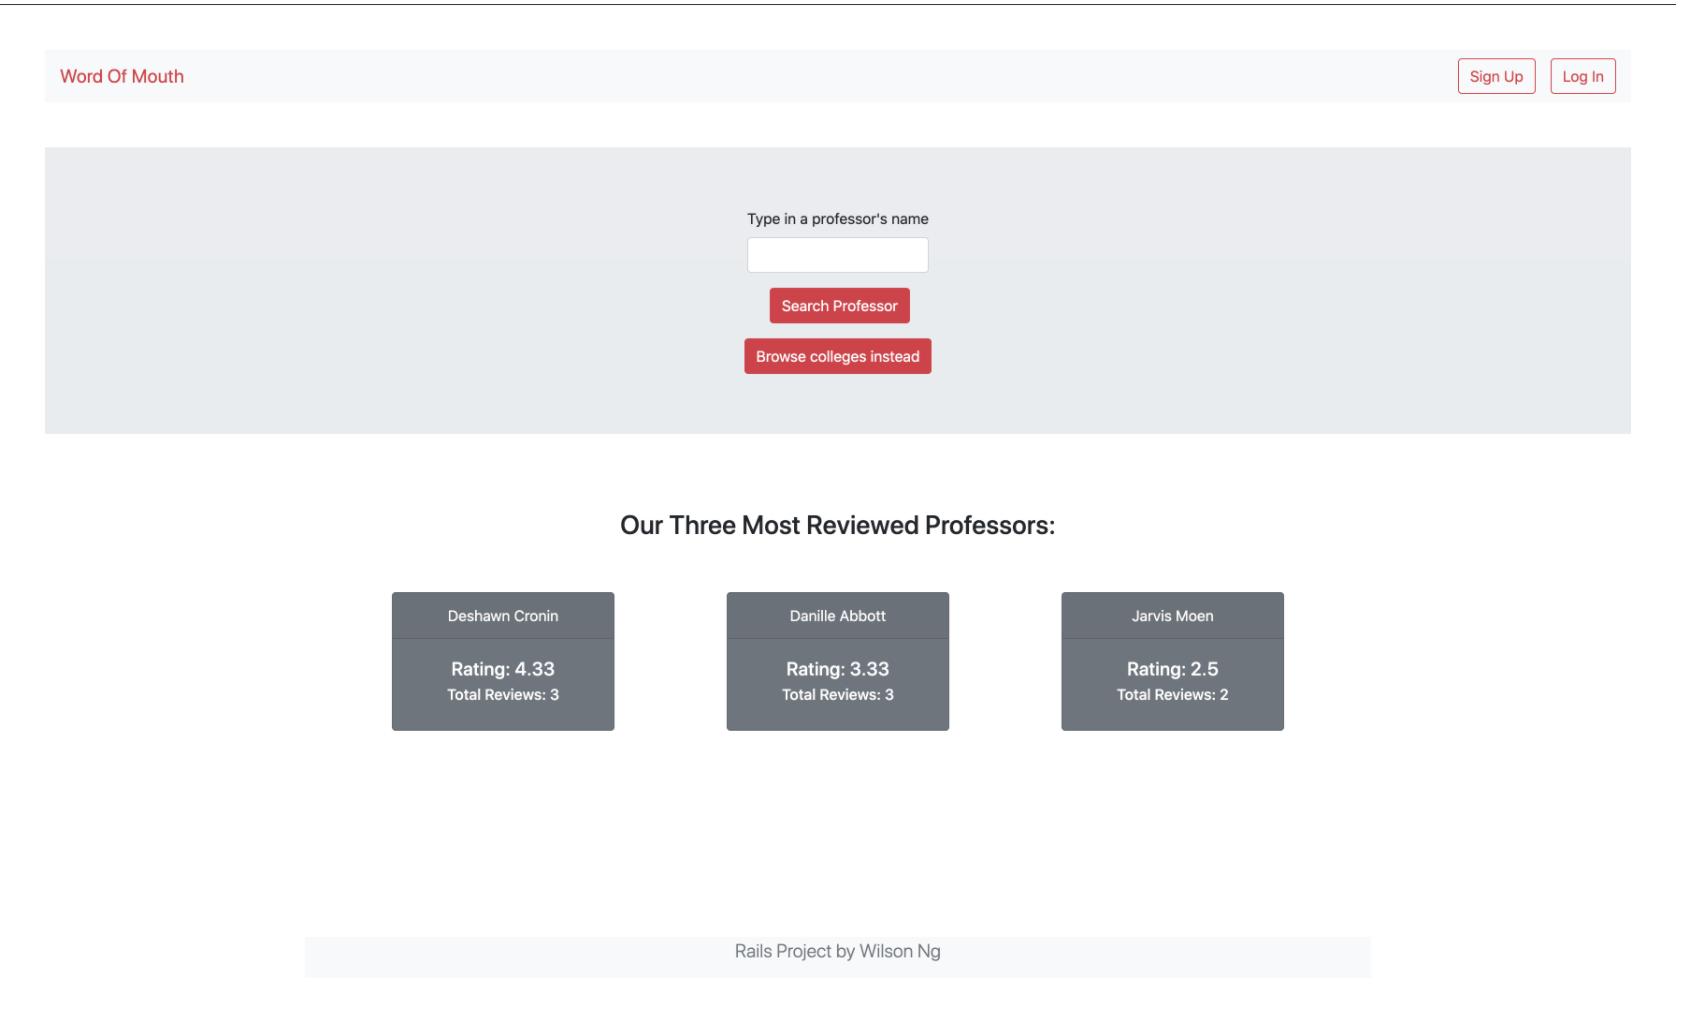 Word Of Mouth
Sign Up
Log In
Type in a professor's name
Search Professor
Browse colleges instead
Our Three Most Reviewed Professors:
Deshawn Cronin
Rating: 4.33
Total Reviews: 3
Danille Abbott
Rating: 3.33
Total Reviews: 3
Jarvis Moen
Rating: 2.5
Total Reviews: 2
Rails Project by Wilson Ng